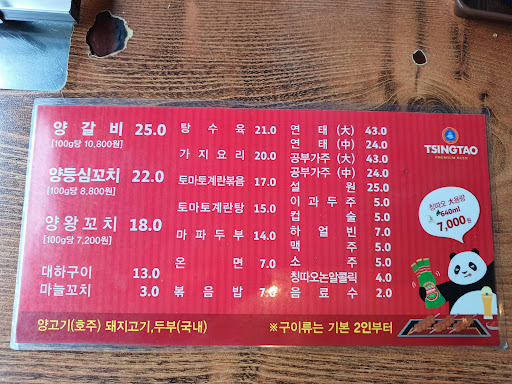 양 갈 비 25.0
[100g당 10,800원]
양등심꼬치 22.0
[100g당 8,800원]
양왕꼬치 18.0
[100g당 7,200원]
대하구이 13.0
마늘꼬치 3.0
탕 수 육 21.0
가 지 요 리 20.0
토마토계란볶음 17.0
토마토계란탕 15.0
마 파 두 부 14.0
온 면 7.0
볶 음 밥 7.0
연 태 (大) 43.0
연 태 (中) 24.0
공부가주 (大) 43.0
공부가주 (中) 24.0
설 원 25.0
이 과 두 주 5.0
컵 술 5.0
하 얼 빈 7.0
맥 주 5.0
소 주 5.0
칭따오논알콜릭 4.0
음 료 수 2.0
TSINGTAO
PREMIUM BEER
칭따오 大용량
640ml
7,000원
양고기(호주) 돼지고기,두부(국내) ※구이류는 기본 2인부터